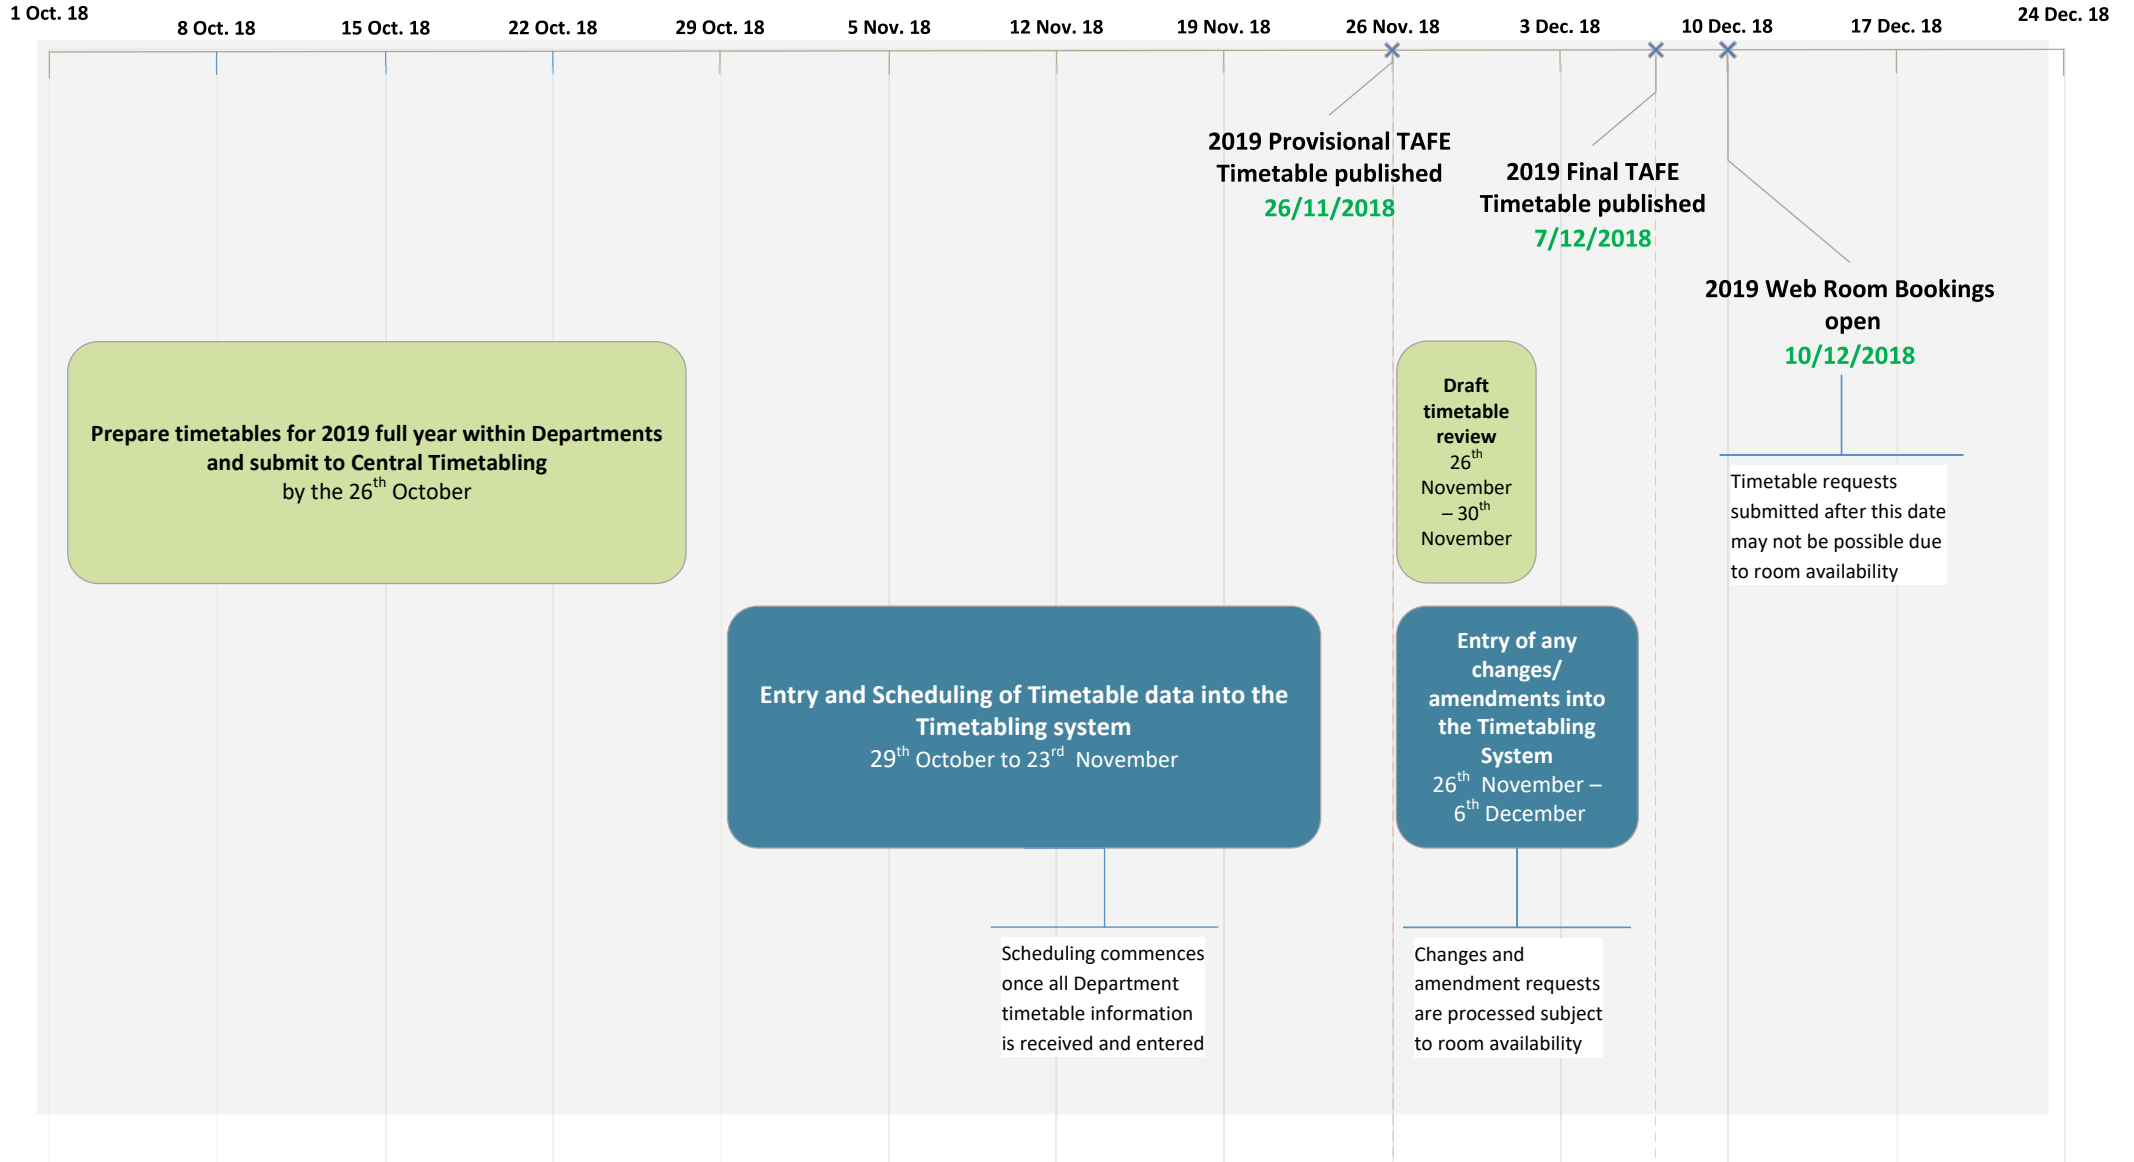 1 Oct. 18
8 Oct. 18
15 Oct. 18
22 Oct. 18
29 Oct. 18
5 Nov. 18
12 Nov. 18
19 Nov. 18
26 Nov. 18
3 Dec. 18
10 Dec. 18
17 Dec. 18
24 Dec. 18
2019 Provisional TAFE
Timetable published
26/11/2018
2019 Final TAFE
Timetable published
7/12/2018
2019 Web Room Bookings
open
10/12/2018
Timetable requests
submitted after this date
may not be possible due
to room availability
Prepare timetables for 2019 full year within Departments
and submit to Central Timetabling
by the 26th October
Draft
timetable
review
26th
November
– 30th
November
Entry and Scheduling of Timetable data into the
Timetabling system
29th October to 23rd November
Entry of any
changes/
amendments into
the Timetabling
System
26th November –
6th December
Scheduling commences
once all Department
timetable information
is received and entered
Changes and
amendment requests
are processed subject
to room availability